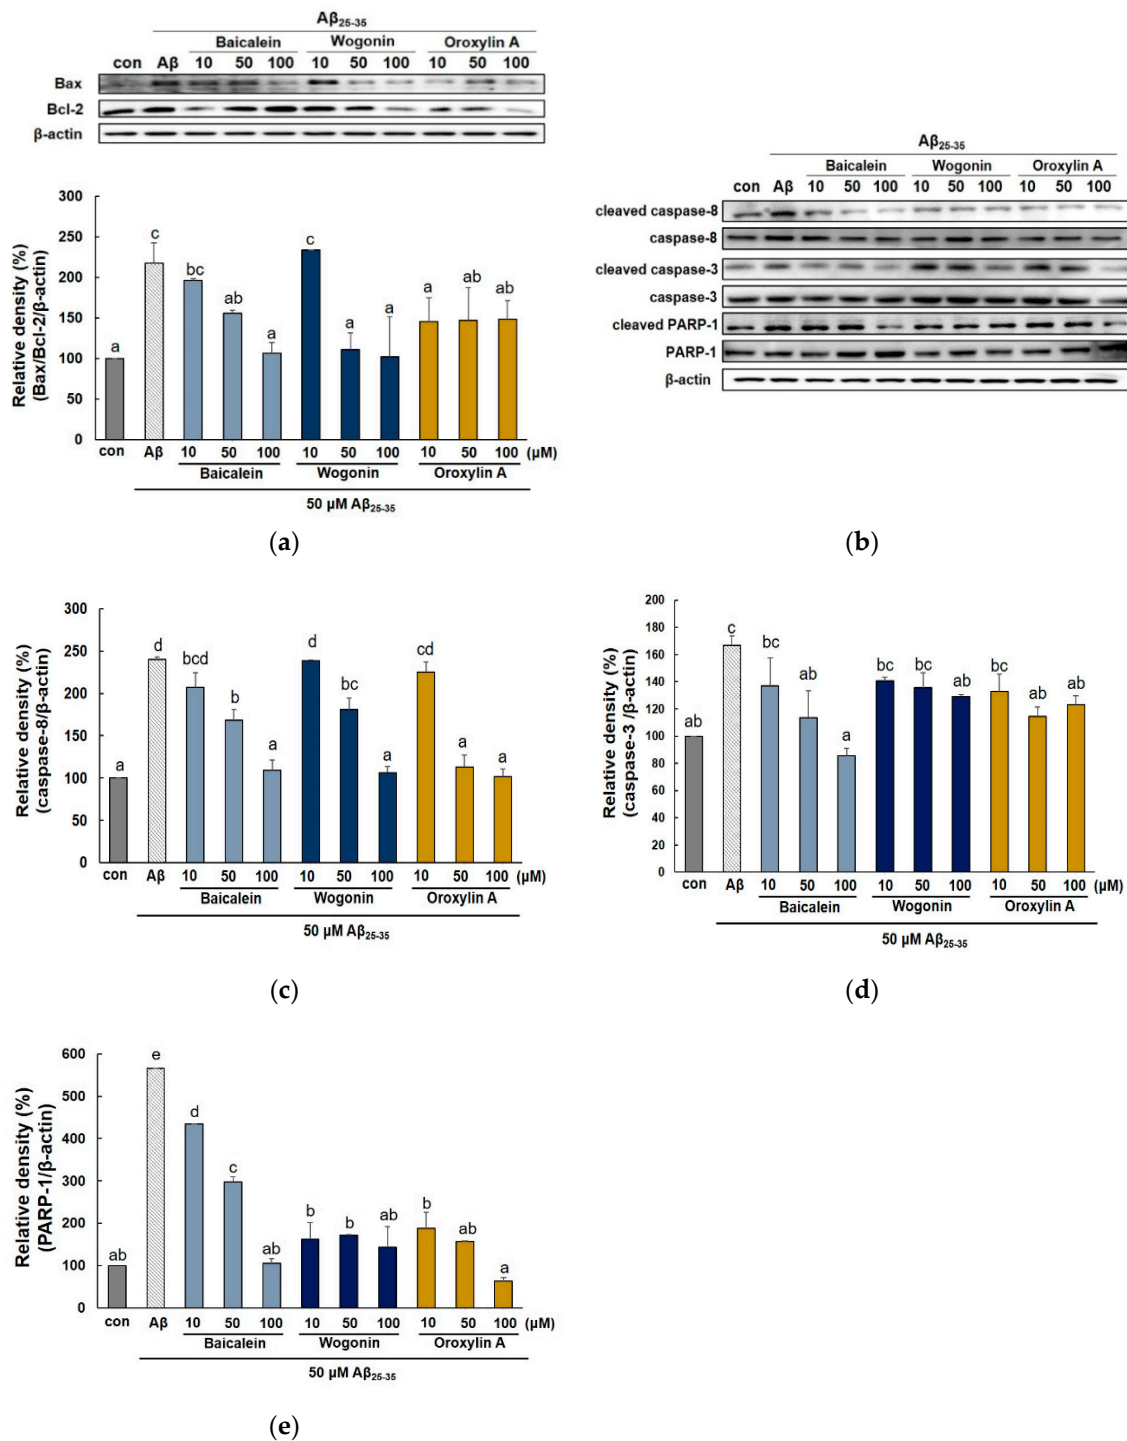 Aβ25-35
Baicalein Wogonin Oroxylin A
con Aβ 10 50 100 10 50 100 10 50 100
Bax
Bcl-2
β-actin
Relative density (%)
(Bax/Bcl-2/β-actin)
300
250
200
150
100
50
0
a c bc ab a c a a a ab ab
con Aβ 10 50 100 10 50 100 10 50 100 (μM)
Baicalein Wogonin Oroxylin A
50 μM Aβ25-35
(a)
Aβ25-35
Baicalein Wogonin Oroxylin A
con Aβ 10 50 100 10 50 100 10 50 100
cleaved caspase-8
caspase-8
cleaved caspase-3
caspase-3
cleaved PARP-1
PARP-1
β-actin
(b)
Relative density (%)
(caspase-8/β-actin)
300
250
200
150
100
50
0
a d bcd b a d bc a cd a a
con Aβ 10 50 100 10 50 100 10 50 100 (μM)
Baicalein Wogonin Oroxylin A
50 μM Aβ25-35
(c)
Relative density (%)
(caspase-3 /β-actin)
200
180
160
140
120
100
80
60
40
20
0
ab c bc ab a bc bc ab bc ab ab
con Aβ 10 50 100 10 50 100 10 50 100 (μM)
Baicalein Wogonin Oroxylin A
50 μM Aβ25-35
(d)
Relative density (%)
(PARP-1/β-actin)
600
500
400
300
200
100
0
ab e d c ab b b ab b ab a
con Aβ 10 50 100 10 50 100 10 50 100 (μM)
Baicalein Wogonin Oroxylin A
50 μM Aβ25-35
(e)